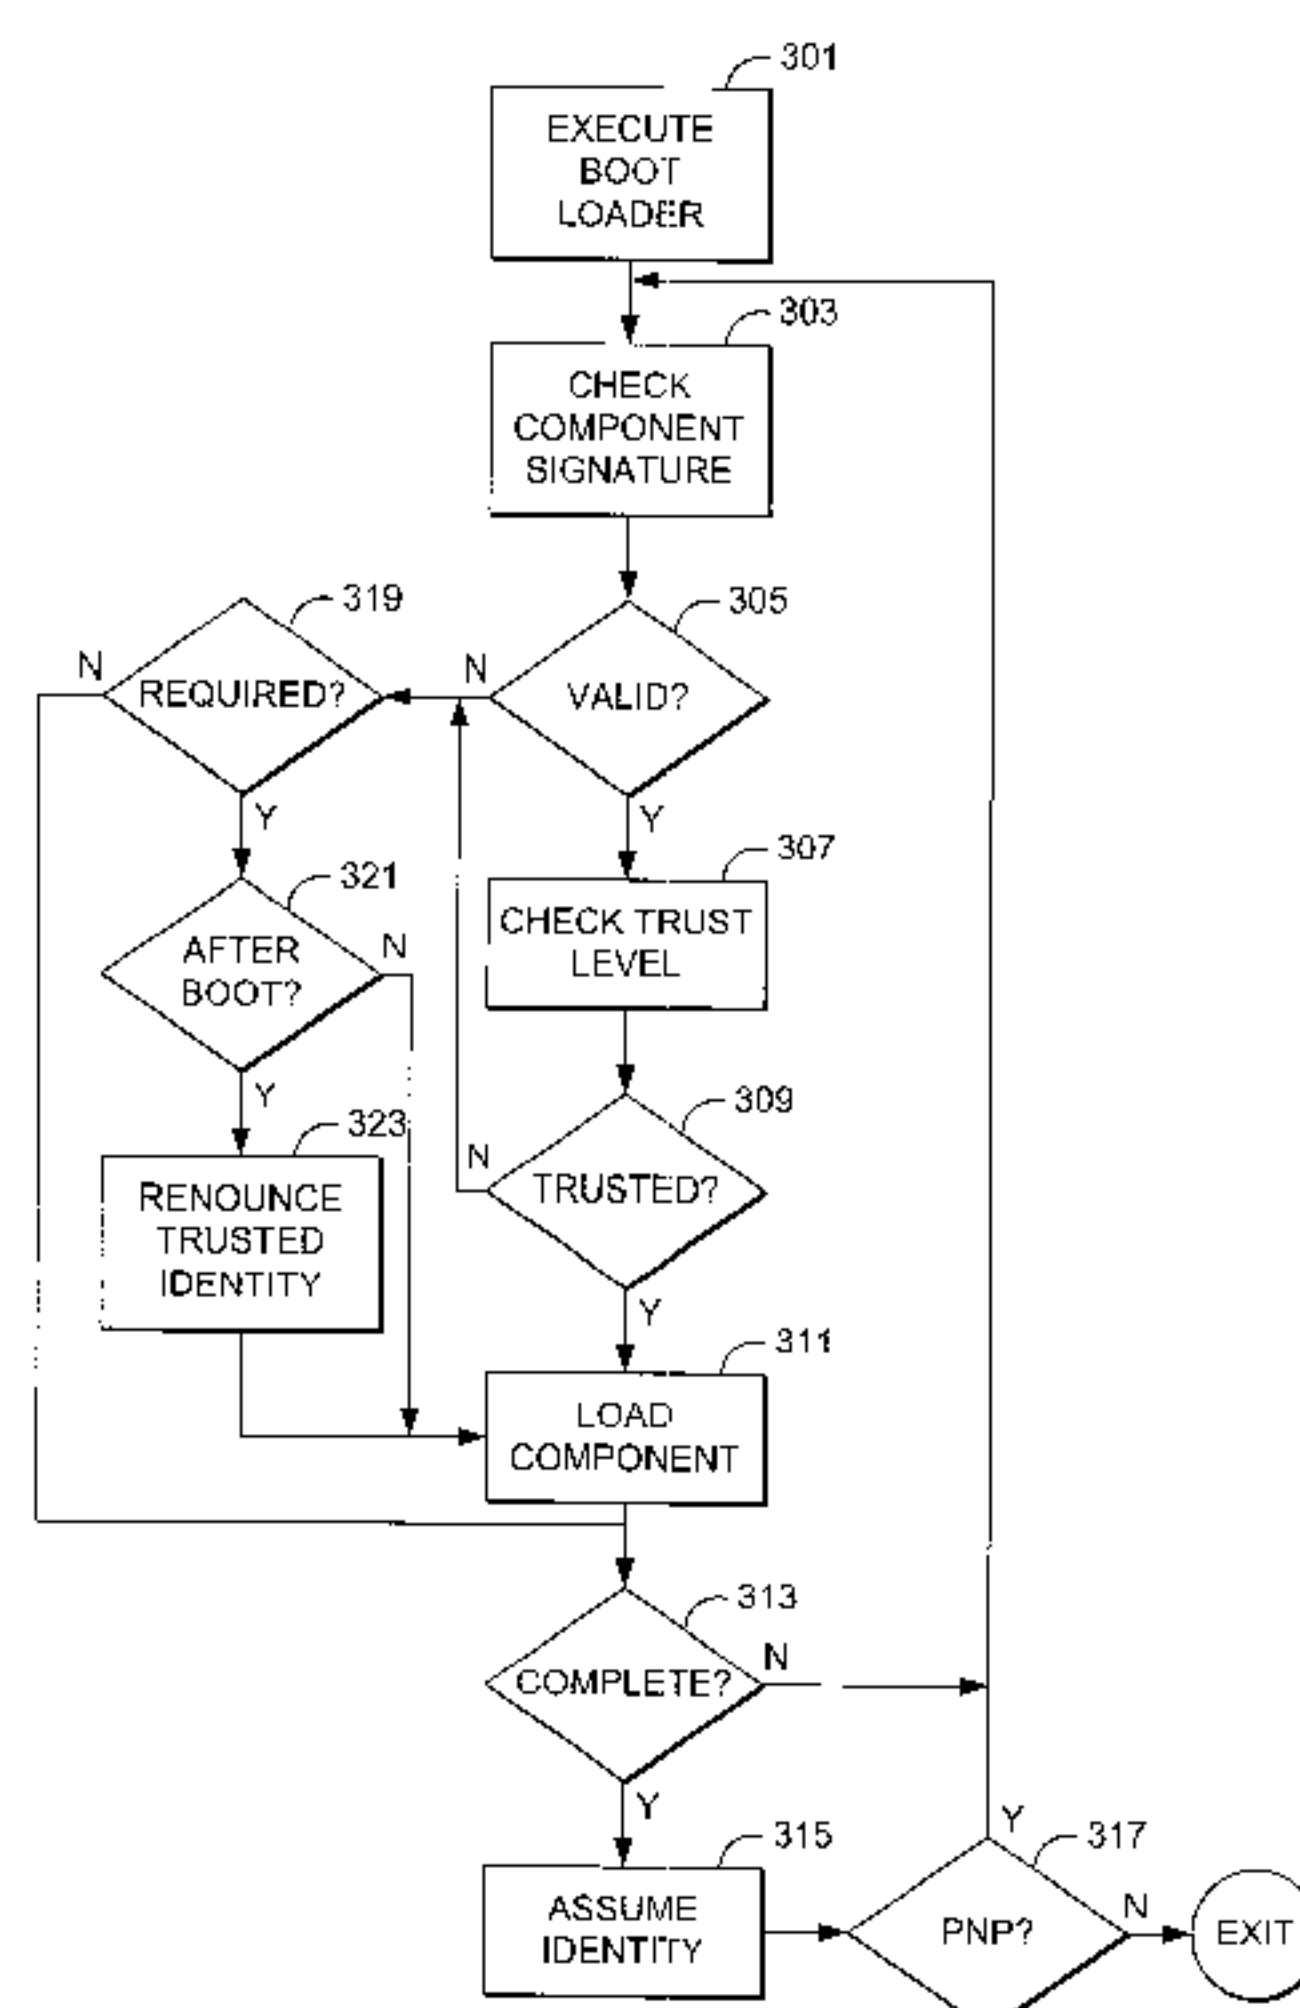 301
EXECUTE
BOOT
LOADER
303
CHECK
COMPONENT
SIGNATURE
319
305
N
REQUIRED?
N
VALID?
Y
Y
307
321
CHECK TRUST
LEVEL
AFTER
BOOT?
N
Y
309
323
N
TRUSTED?
RENOUNCE
TRUSTED
IDENTITY
Y
311
LOAD
COMPONENT
313
COMPLETE?
N
Y
315
Y
317
ASSUME
IDENTITY
PNP?
N
EXIT